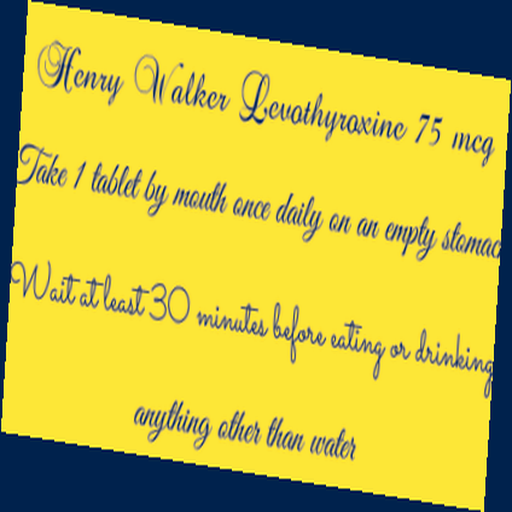 Henry Walker Levothyroxine 75 mcg
Take 1 tablet by mouth once daily on an empty stomac
Wait at least 30 minutes before eating or drinking
anything other than water